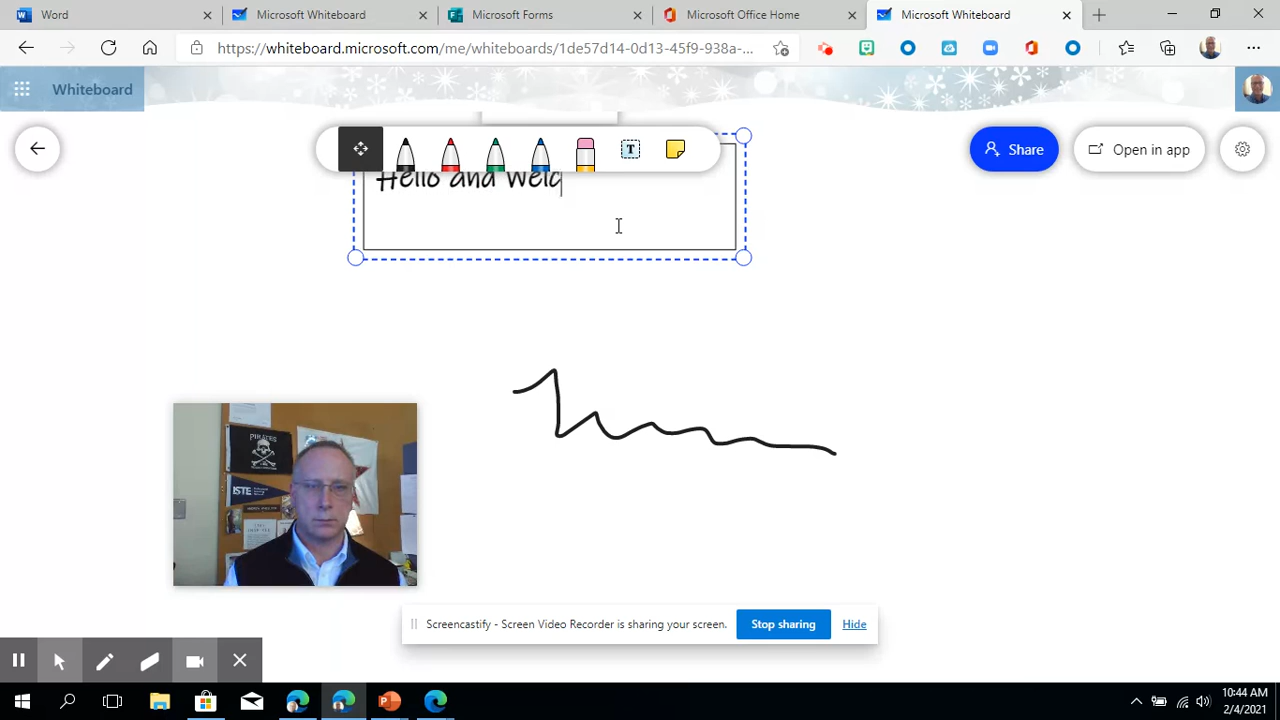 Word
Microsoft Whiteboard
Microsoft Forms
Microsoft Office Home
Microsoft Whiteboard
https://whiteboard.microsoft.com/me/whiteboards/1de57d14-0d13-45f9-938a-...
Whiteboard
T
Share
Open in app
Hello and Welc
PIRATES
ISTE
Screencastify - Screen Video Recorder is sharing your screen.
Stop sharing
Hide
10:44 AM
2/4/2021